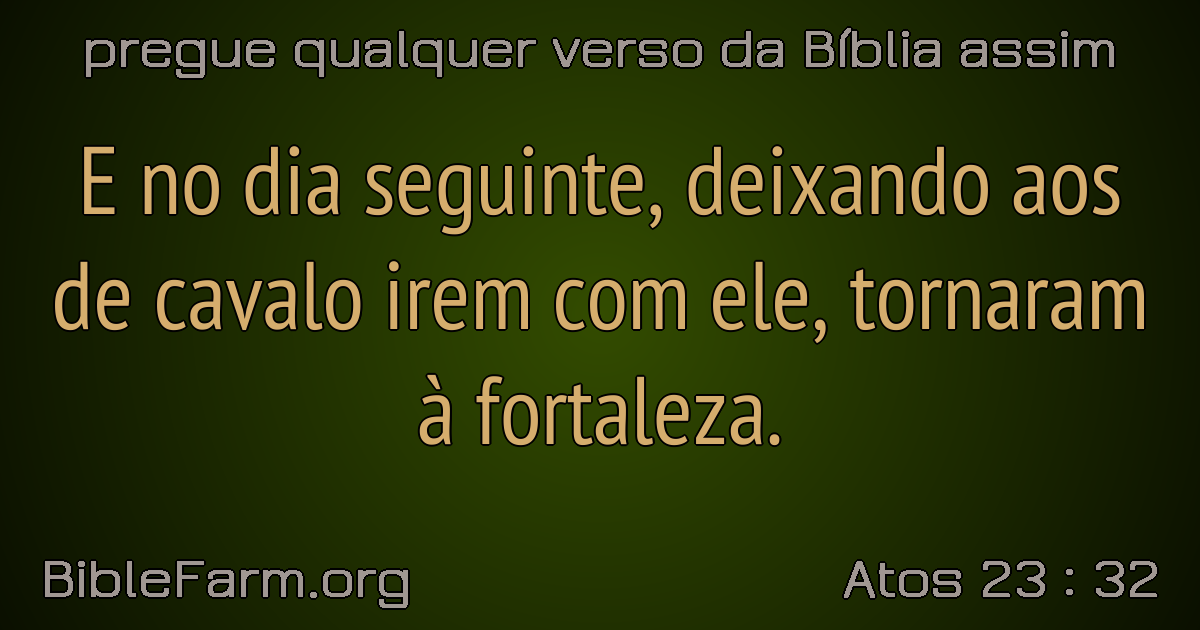 pregue qualquer verso da Bíblia assim
E no dia seguinte, deixando aos
de cavalo irem com ele, tornaram
à fortaleza.
BibleFarm.org
Atos 23 : 32